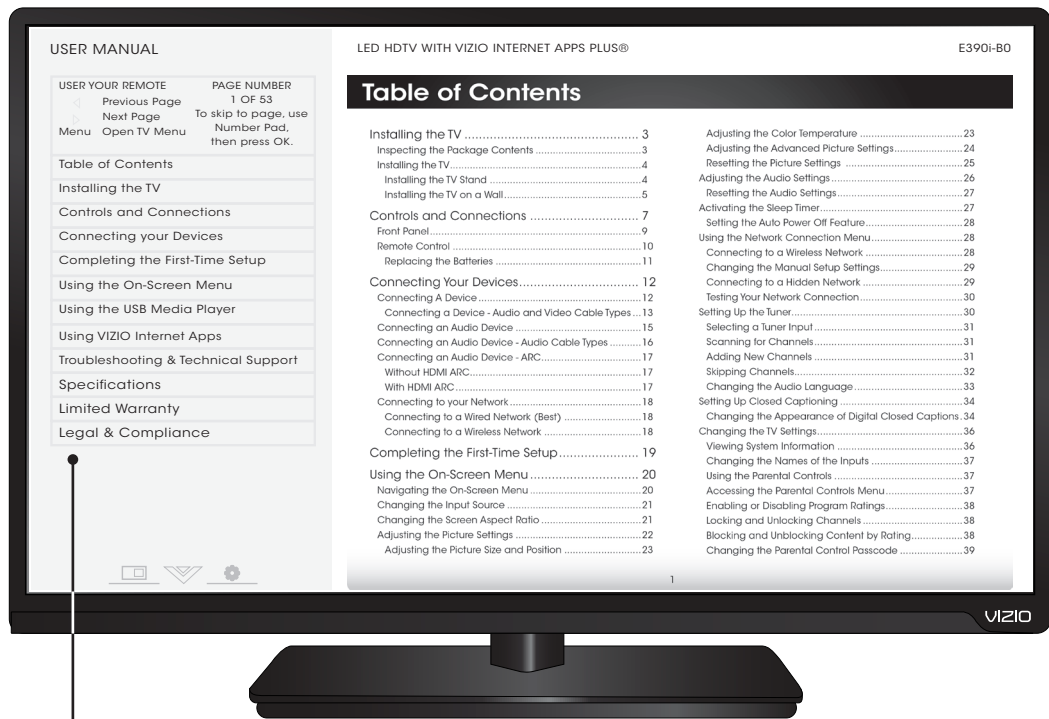 USER MANUAL
USER YOUR REMOTE
Previous Page
Next Page
Menu Open TV Menu
PAGE NUMBER
1 OF 53
To skip to page, use
Number Pad,
then press OK.
Table of Contents
Installing the TV
Controls and Connections
Connecting your Devices
Completing the First-Time Setup
Using the On-Screen Menu
Using the USB Media Player
Using VIZIO Internet Apps
Troubleshooting & Technical Support
Specifications
Limited Warranty
Legal & Compliance
LED HDTV WITH VIZIO INTERNET APPS PLUS® E390i-B0
Table of Contents
Installing the TV ........ 3
Inspecting the Package Contents ........ 3
Installing the TV ........ 4
Installing the TV Stand ........ 4
Installing the TV on a Wall ........ 5
Controls and Connections ........ 7
Front Panel ........ 9
Remote Control ........ 10
Replacing the Batteries ........ 11
Connecting Your Devices ........ 12
Connecting A Device ........ 12
Connecting a Device - Audio and Video Cable Types ... 13
Connecting an Audio Device ........ 15
Connecting an Audio Device - Audio Cable Types ........ 16
Connecting an Audio Device - ARC ........ 17
Without HDMI ARC ........ 17
With HDMI ARC ........ 17
Connecting to your Network ........ 18
Connecting to a Wired Network (Best) ........ 18
Connecting to a Wireless Network ........ 18
Completing the First-Time Setup ........ 19
Using the On-Screen Menu ........ 20
Navigating the On-Screen Menu ........ 20
Changing the Input Source ........ 21
Changing the Screen Aspect Ratio ........ 21
Adjusting the Picture Settings ........ 22
Adjusting the Picture Size and Position ........ 23
Adjusting the Color Temperature ........ 23
Adjusting the Advanced Picture Settings ........ 24
Resetting the Picture Settings ........ 25
Adjusting the Audio Settings ........ 26
Resetting the Audio Settings ........ 27
Activating the Sleep Timer ........ 27
Setting the Auto Power Off Feature ........ 28
Using the Network Connection Menu ........ 28
Connecting to a Wireless Network ........ 28
Changing the Manual Setup Settings ........ 29
Connecting to a Hidden Network ........ 29
Testing Your Network Connection ........ 30
Setting Up the Tuner ........ 30
Selecting a Tuner Input ........ 31
Scanning for Channels ........ 31
Adding New Channels ........ 31
Skipping Channels ........ 32
Changing the Audio Language ........ 33
Setting Up Closed Captioning ........ 34
Changing the Appearance of Digital Closed Captions . 34
Changing the TV Settings ........ 36
Viewing System Information ........ 36
Changing the Names of the Inputs ........ 37
Using the Parental Controls ........ 37
Accessing the Parental Controls Menu ........ 37
Enabling or Disabling Program Ratings ........ 38
Locking and Unlocking Channels ........ 38
Blocking and Unblocking Content by Rating ........ 38
Changing the Parental Control Passcode ........ 39
1
VIZIO